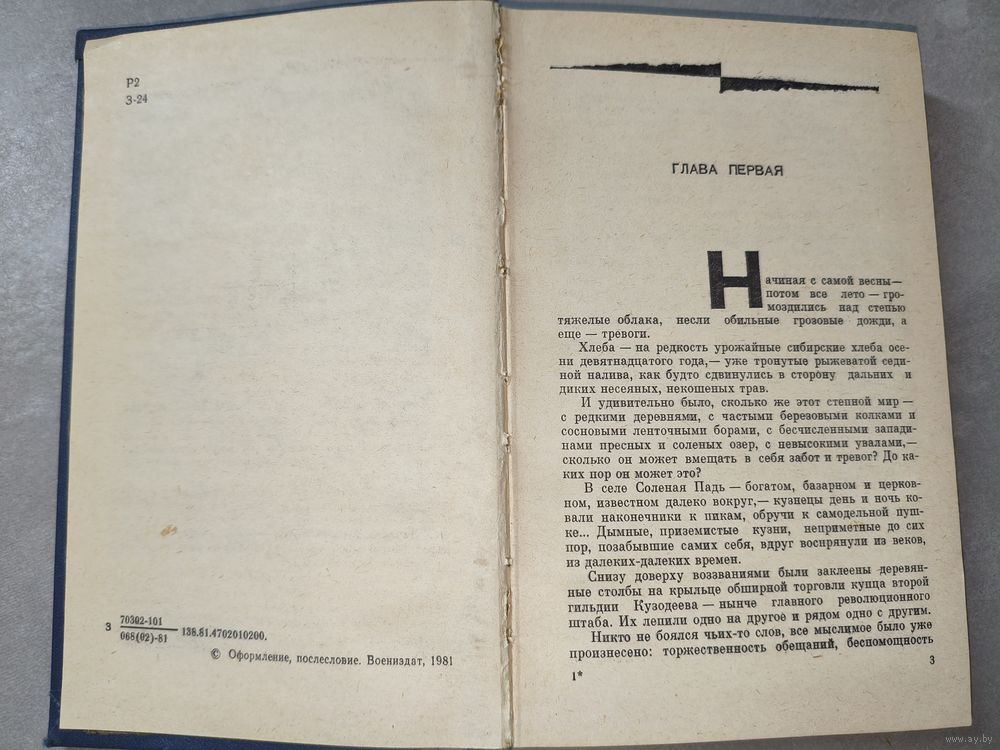 Р2
З-24
З 70302-101
068(02)-81 138.81.4702010200.
© Оформление, послесловие. Воениздат, 1981
ГЛАВА ПЕРВАЯ
Начиная с самой весны—
потом все лето — гро-
моздились над степью
тяжелые облака, несли обильные грозовые дожди, а
еще — тревоги.
Хлеба — на редкость урожайные сибирские хлеба осе-
ни девятнадцатого года,— уже тронутые рыжеватой седи-
ной налива, как будто сдвинулись в сторону дальних и
диких несеяных, некошеных трав.
И удивительно было, сколько же этот степной мир —
с редкими деревнями, с частыми березовыми колками и
сосновыми ленточными борами, с бесчисленными запади-
нами пресных и соленых озер, с невысокими увалами,—
сколько он может вмещать в себя забот и тревог? До ка-
ких пор он может это?
В селе Соленая Падь — богатом, базарном и церков-
ном, известном далеко вокруг,— кузнецы день и ночь ко-
вали наконечники к пикам, обручи к самодельной пуш-
ке... Дымные, приземистые кузни, неприметные до сих
пор, позабывшие самих себя, вдруг воспрянули из веков,
из далеких-далеких времен.
Снизу доверху воззваниями были заклеены деревян-
ные столбы на крыльце обширной торговли купца второй
гильдии Кузодеева — нынче главного революционного
штаба. Их лепили одно на другое и рядом одно с другим.
Никто не боялся чьих-то слов, все мыслимое было уже
произнесено: торжественность обещаний, беспомощность
1*
3
www.ay.by